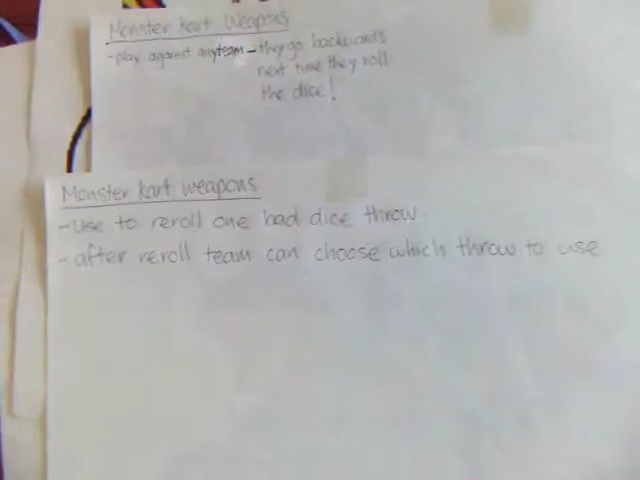 Monster Kart Weapons
- play against anyteam - they go backwards
next time they roll
the dice!
Monster kart weapons
- use to reroll one bad dice throw
- after reroll team can choose which throw to use